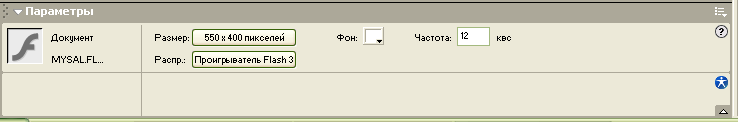 Параметры
Документ Размер: 550 x 400 пикселей Фон: Частота: 12 квс
MYSAL.FL... Распр.: Проигрыватель Flash 3